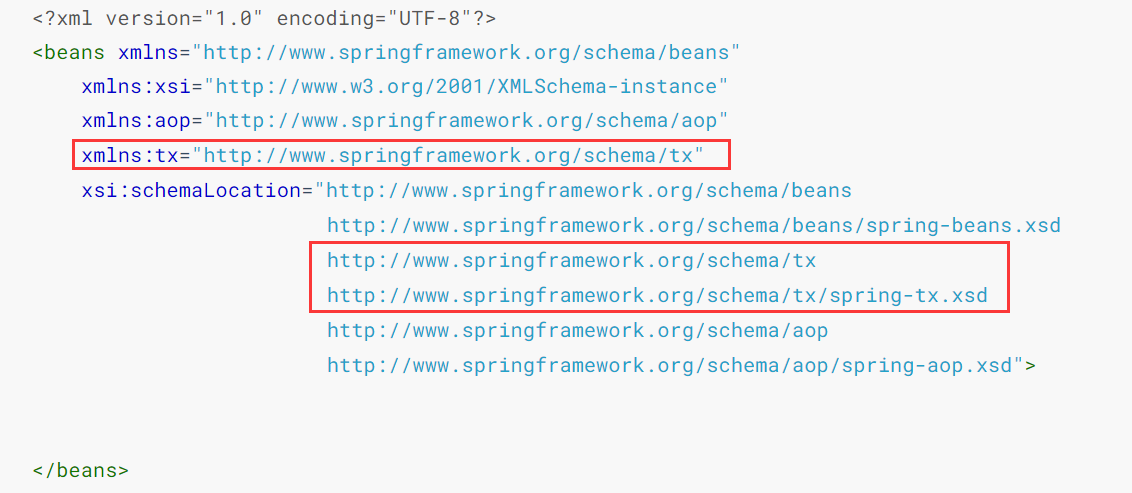 <?xml version="1.0" encoding="UTF-8"?>
<beans xmlns="http://www.springframework.org/schema/beans"
    xmlns:xsi="http://www.w3.org/2001/XMLSchema-instance"
    xmlns:aop="http://www.springframework.org/schema/aop"
    xmlns:tx="http://www.springframework.org/schema/tx"
    xsi:schemaLocation="http://www.springframework.org/schema/beans
                        http://www.springframework.org/schema/beans/spring-beans.xsd
                        http://www.springframework.org/schema/tx
                        http://www.springframework.org/schema/tx/spring-tx.xsd
                        http://www.springframework.org/schema/aop
                        http://www.springframework.org/schema/aop/spring-aop.xsd">
</beans>